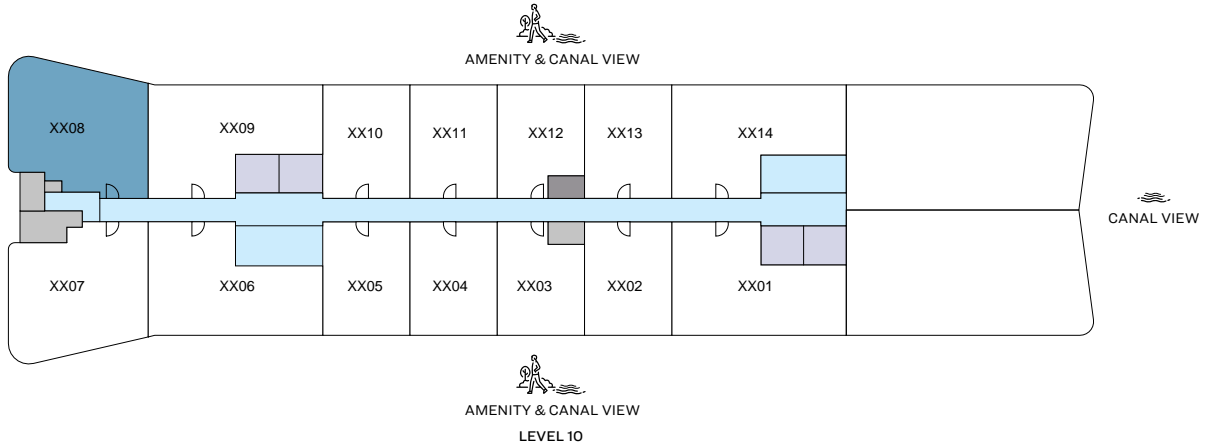 AMENITY & CANAL VIEW
XX08
XX09
XX10
XX11
XX12
XX13
XX14
CANAL VIEW
XX07
XX06
XX05
XX04
XX03
XX02
XX01
AMENITY & CANAL VIEW
LEVEL 10